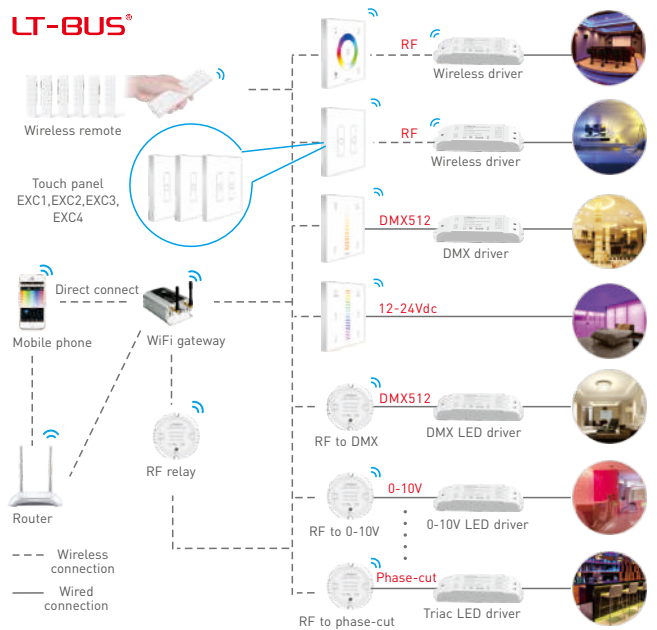 LT-BUS®
RF
Wireless driver
Wireless remote
RF
Wireless driver
Touch panel
EXC1,EXC2,EXC3,
EXC4
DMX512
DMX driver
Direct connect
12-24Vdc
Mobile phone
WiFi gateway
DMX512
RF to DMX
DMX LED driver
RF relay
0-10V
Router
RF to 0-10V
0-10V LED driver
Wireless
connection
Phase-cut
Wired
connection
RF to phase-cut
Triac LED driver